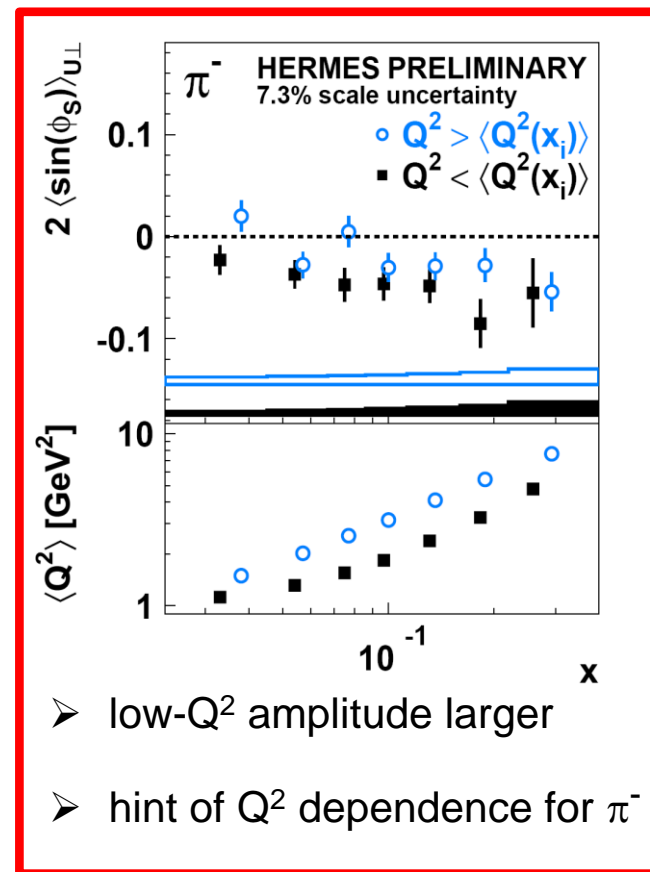 π- HERMES PRELIMINARY
7.3% scale uncertainty
Q² > ⟨Q²(xᵢ)⟩
Q² < ⟨Q²(xᵢ)⟩
2 ⟨sin(ϕS)⟩U⊥
0.1
0
-0.1
⟨Q²⟩ [GeV²]
10
1
10 -1
x
➢ low-Q² amplitude larger
➢ hint of Q² dependence for π-